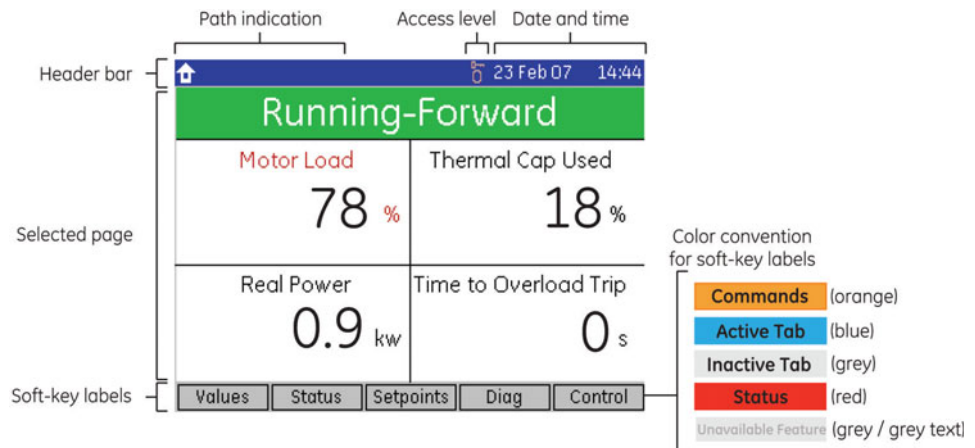 Path indication
Access level
Date and time
Header bar
23 Feb 07 14:44
Running-Forward
Motor Load
78 %
Thermal Cap Used
18 %
Selected page
Real Power
0.9 kw
Time to Overload Trip
0 s
Soft-key labels
Values
Status
Setpoints
Diag
Control
Color convention
for soft-key labels
Commands (orange)
Active Tab (blue)
Inactive Tab (grey)
Status (red)
Unavailable Feature (grey / grey text)